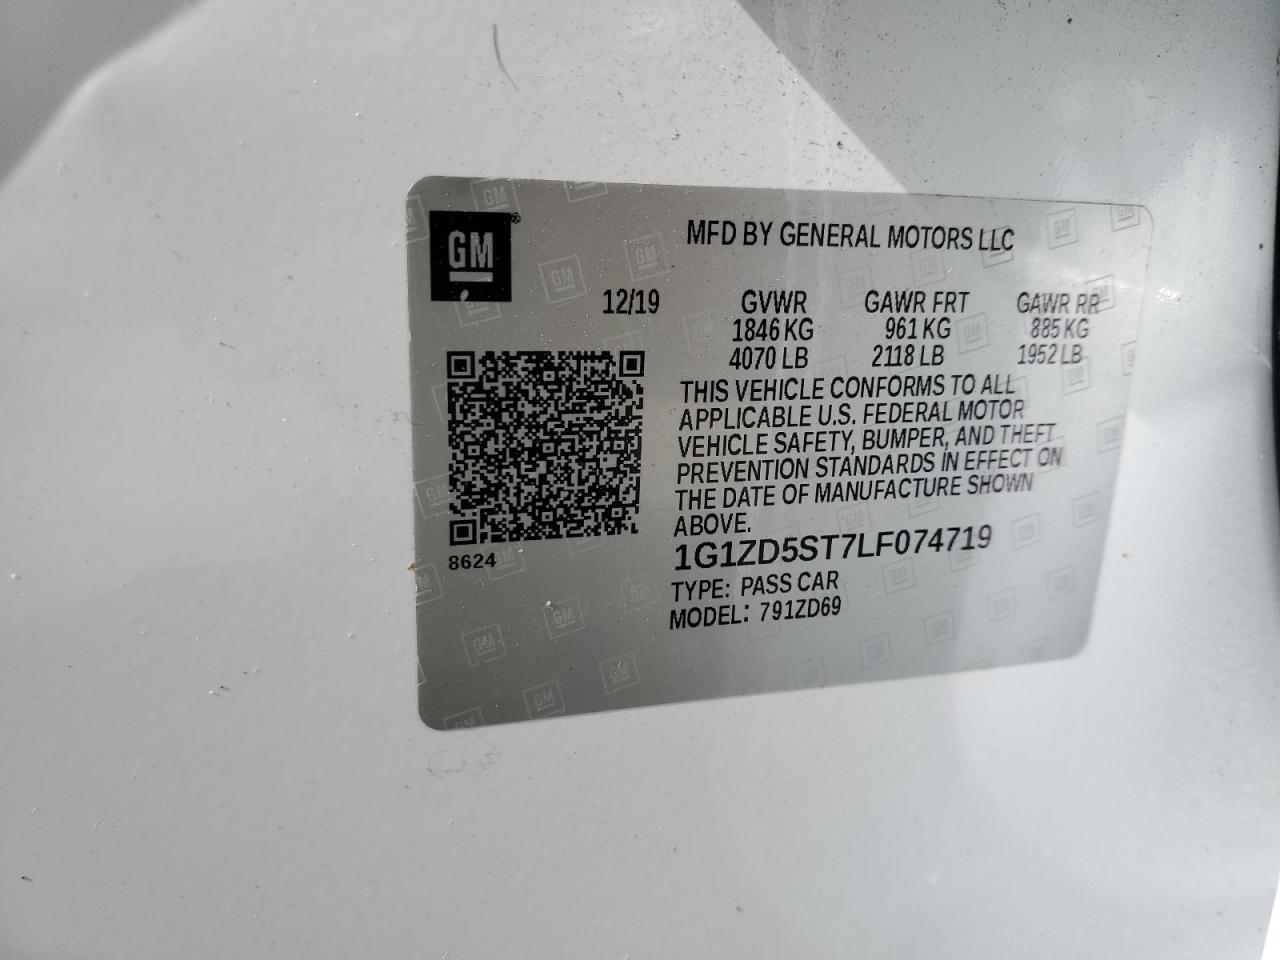 GM®
MFD BY GENERAL MOTORS LLC
12/19 GVWR GAWR FRT GAWR RR
1846 KG 961 KG 885 KG
4070 LB 2118 LB 1952 LB
THIS VEHICLE CONFORMS TO ALL
APPLICABLE U.S. FEDERAL MOTOR
VEHICLE SAFETY, BUMPER, AND THEFT
PREVENTION STANDARDS IN EFFECT ON
THE DATE OF MANUFACTURE SHOWN
ABOVE.
8624
1G1ZD5ST7LF074719
TYPE: PASS CAR
MODEL: 791ZD69